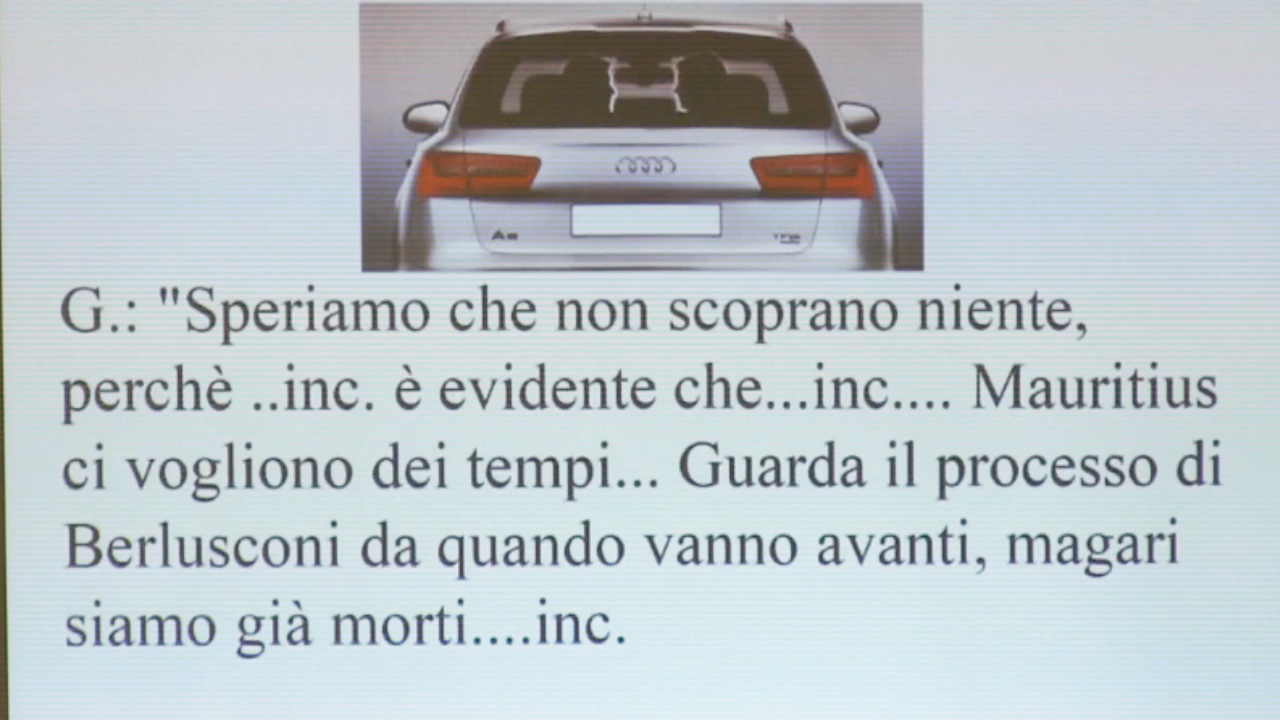 A6
G.: "Speriamo che non scoprano niente,
perchè ..inc. è evidente che...inc.... Mauritius
ci vogliono dei tempi... Guarda il processo di
Berlusconi da quando vanno avanti, magari
siamo già morti....inc.